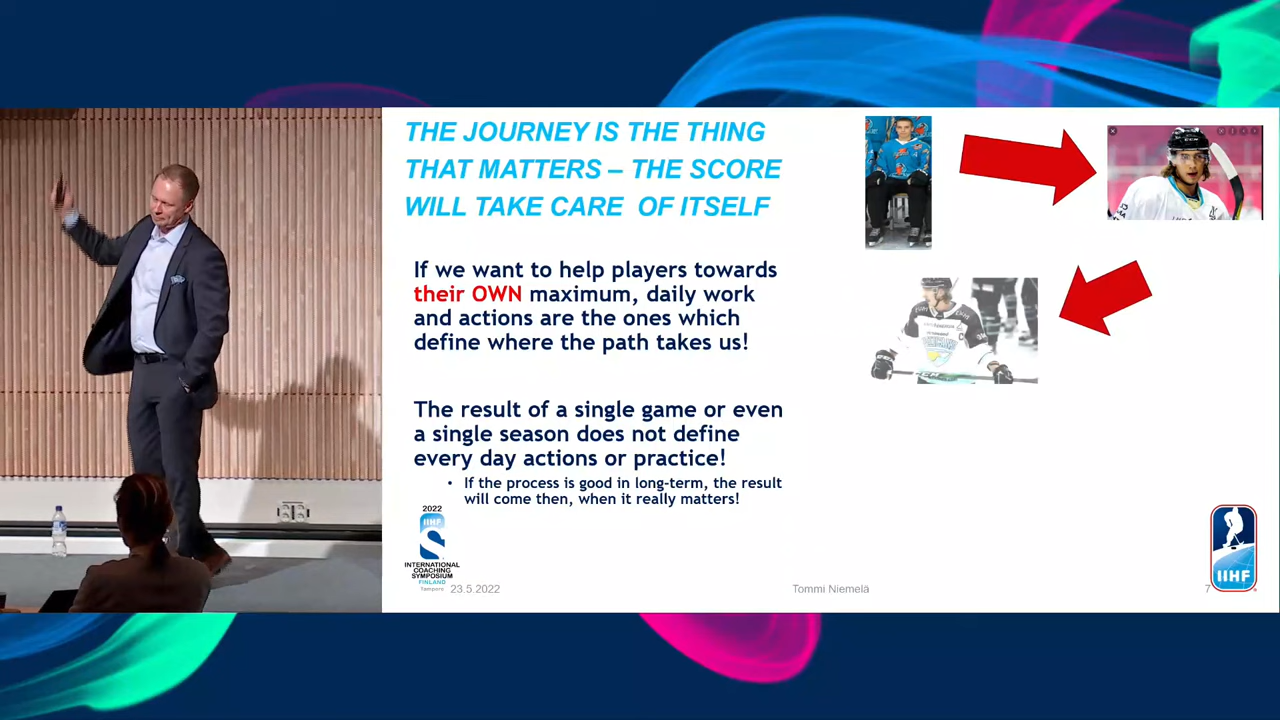 THE JOURNEY IS THE THING
THAT MATTERS – THE SCORE
WILL TAKE CARE OF ITSELF
If we want to help players towards
their OWN maximum, daily work
and actions are the ones which
define where the path takes us!
The result of a single game or even
a single season does not define
every day actions or practice!
• If the process is good in long-term, the result
will come then, when it really matters!
2022
IIHF
INTERNATIONAL
COACHING
SYMPOSIUM
FINLAND
Tampere
23.5.2022
Tommi Niemelä
7
IIHF